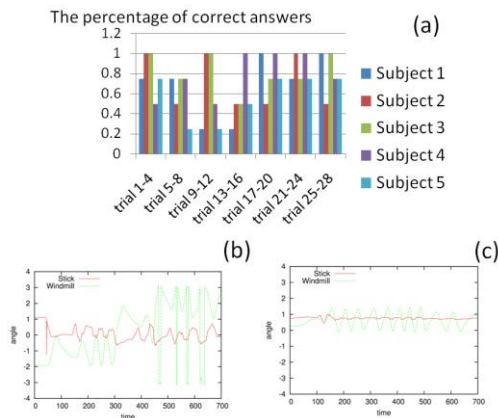 The percentage of correct answers
(a)
1.2
1
0.8
0.6
0.4
0.2
0
trial 1-4
trial 5-8
trial 9-12
trial 13-16
trial 17-20
trial 21-24
trial 25-28
Subject 1
Subject 2
Subject 3
Subject 4
Subject 5
(b)
Stick
Windmill
4
3
2
1
0
-1
-2
-3
-4
angle
0 100 200 300 400 500 600 700
time
(c)
Stick
Windmill
4
3
2
1
0
-1
-2
-3
-4
angle
0 100 200 300 400 500 600 700
time